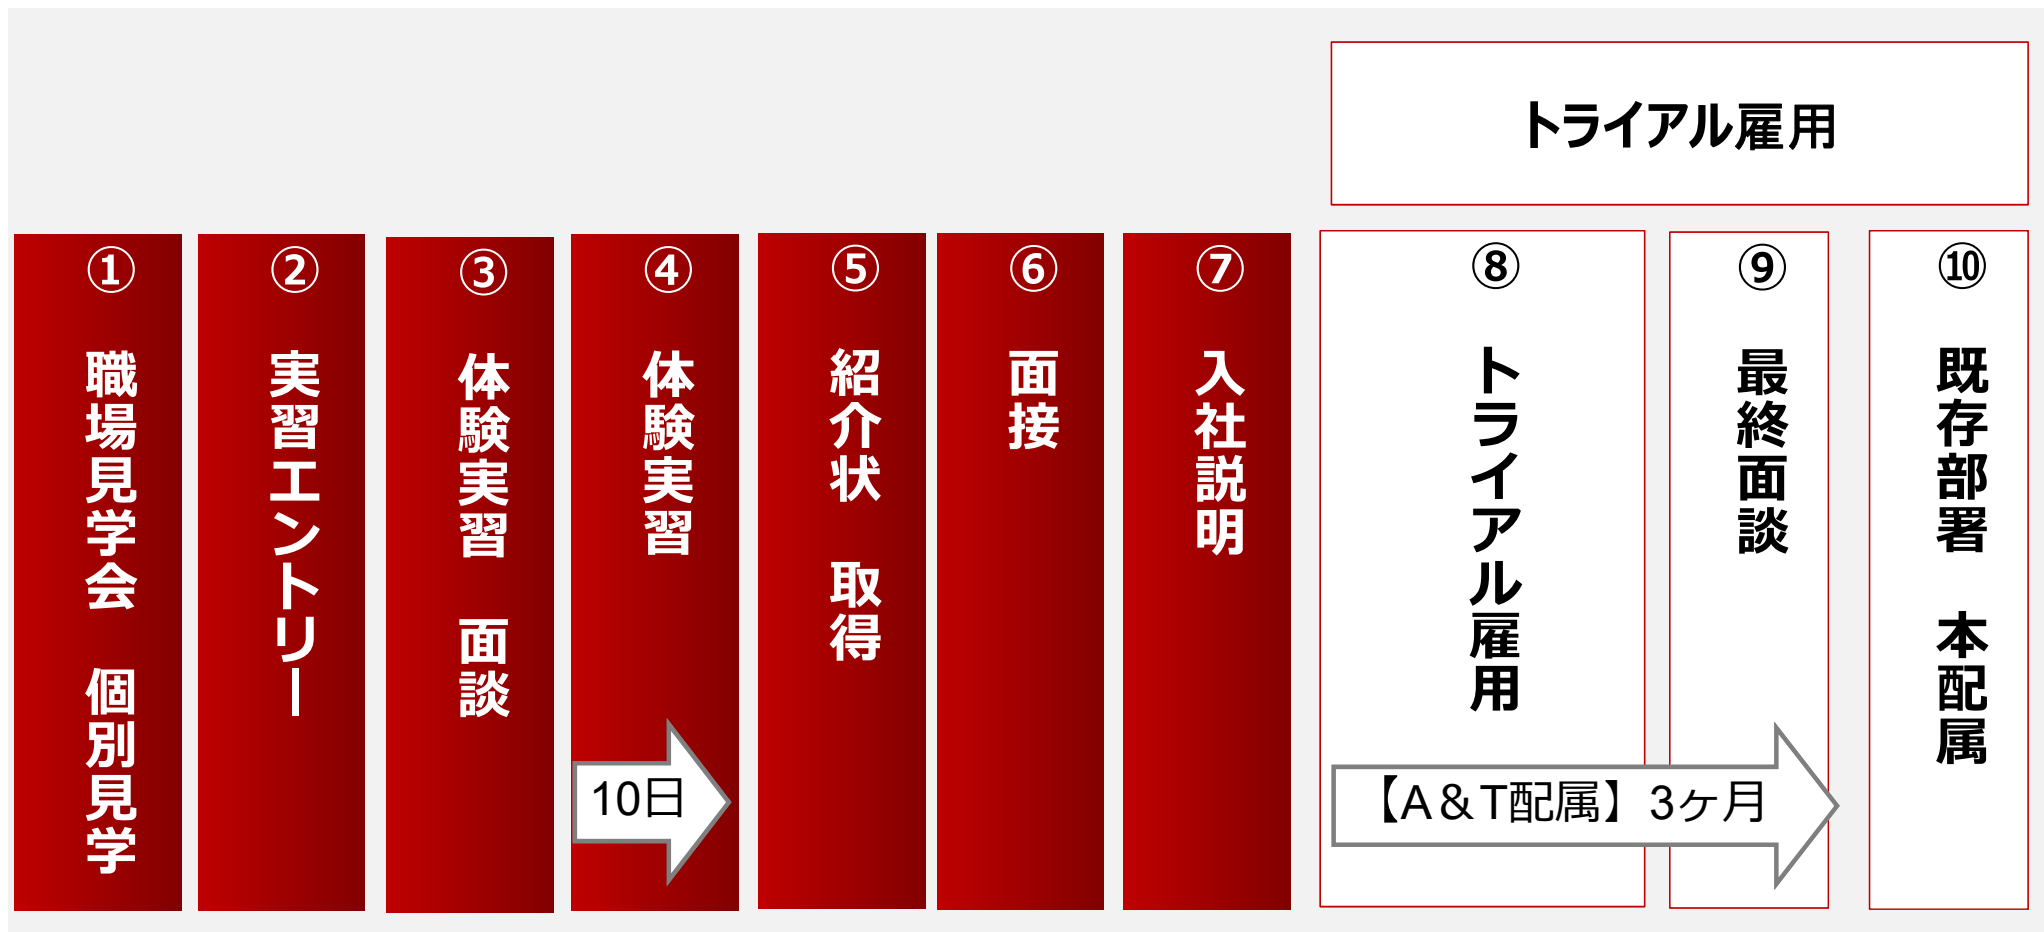 トライアル雇用
①
職場見学会　個別見学
②
実習エントリー
③
体験実習　面談
④
体験実習
10日
⑤
紹介状　取得
⑥
面接
⑦
入社説明
⑧
トライアル雇用
【A＆T配属】3ヶ月
⑨
最終面談
⑩
既存部署　本配属